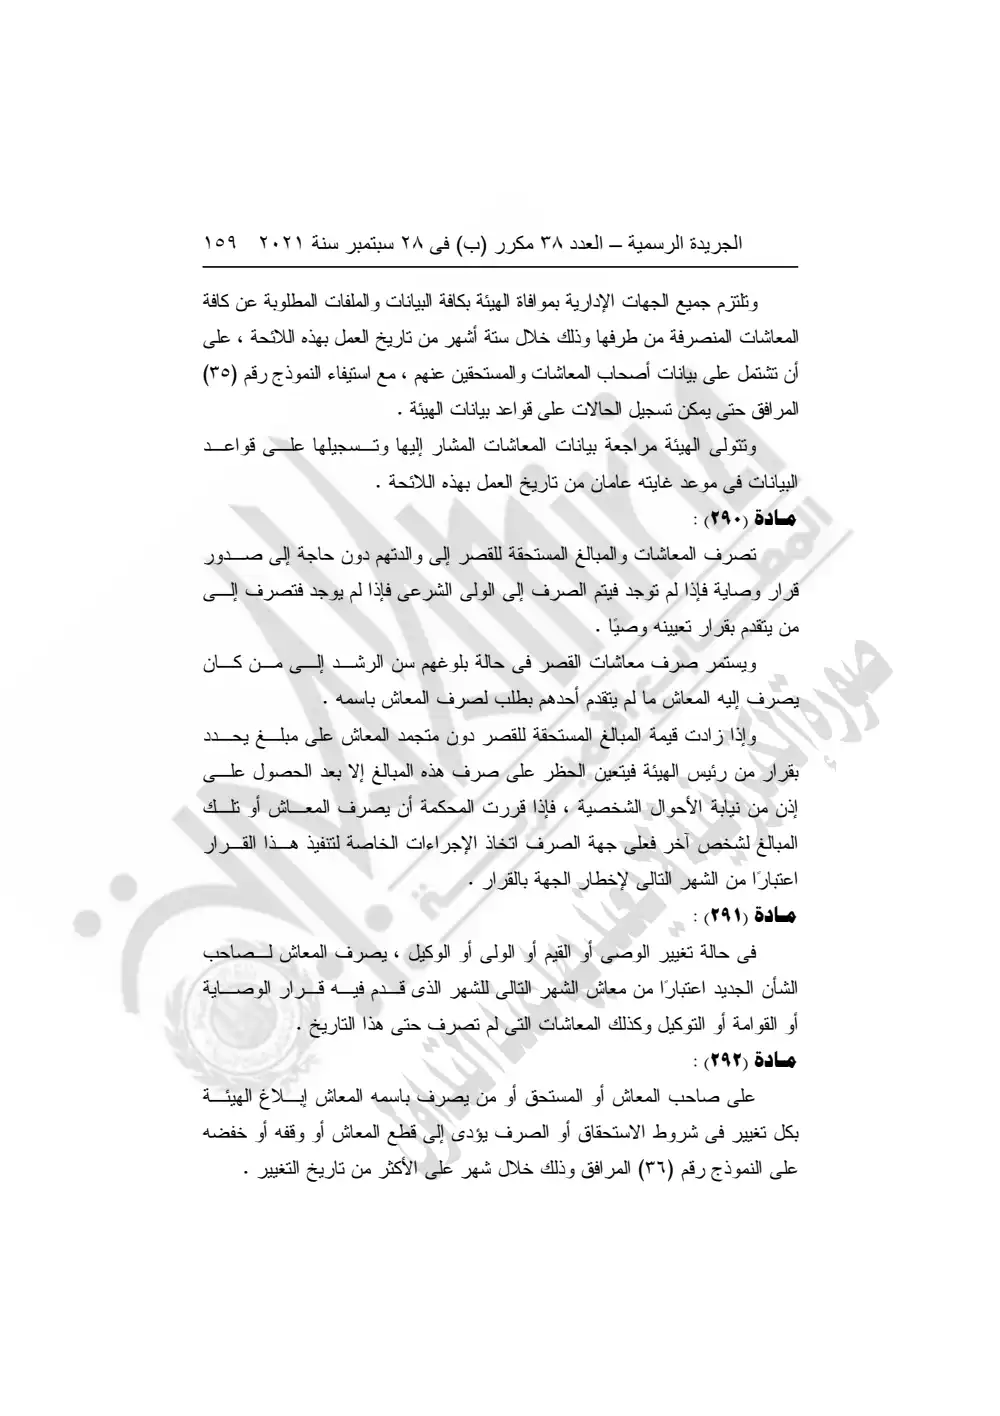 الجريدة الرسمية – العدد ٣٨ مكرر (ب) فى ٢٨ سبتمبر سنة ٢٠٢١ ١٥٩
وتلتزم جميع الجهات الإدارية بموافاة الهيئة بكافة البيانات والملفات المطلوبة عن كافة
المعاشات المنصرفة من طرفها وذلك خلال ستة أشهر من تاريخ العمل بهذه اللائحة ، على
أن تشتمل على بيانات أصحاب المعاشات والمستحقين عنهم ، مع استيفاء النموذج رقم (٣٥)
المرافق حتى يمكن تسجيل الحالات على قواعد بيانات الهيئة .
وتتولى الهيئة مراجعة بيانات المعاشات المشار إليها وتسجيلها على قواعد
البيانات فى موعد غايته عامان من تاريخ العمل بهذه اللائحة .
مادة (٢٩٠) :
تصرف المعاشات والمبالغ المستحقة للقصر إلى والدتهم دون حاجة إلى صدور
قرار وصاية فإذا لم توجد فيتم الصرف إلى الولى الشرعى فإذا لم يوجد فتصرف إلى
من يتقدم بقرار تعيينه وصيًا .
ويستمر صرف معاشات القصر فى حالة بلوغهم سن الرشد إلى من كان
يصرف إليه المعاش ما لم يتقدم أحدهم بطلب لصرف المعاش باسمه .
وإذا زادت قيمة المبالغ المستحقة للقصر دون متجمد المعاش على مبلغ يحدد
بقرار من رئيس الهيئة فيتعين الحظر على صرف هذه المبالغ إلا بعد الحصول على
إذن من نيابة الأحوال الشخصية ، فإذا قررت المحكمة أن يصرف المعاش أو تلك
المبالغ لشخص آخر فعلى جهة الصرف اتخاذ الإجراءات الخاصة لتنفيذ هذا القرار
اعتبارًا من الشهر التالى لإخطار الجهة بالقرار .
مادة (٢٩١) :
فى حالة تغيير الوصى أو القيم أو الولى أو الوكيل ، يصرف المعاش لصاحب
الشأن الجديد اعتبارًا من معاش الشهر التالى للشهر الذى قدم فيه قرار الوصاية
أو القوامة أو التوكيل وكذلك المعاشات التى لم تصرف حتى هذا التاريخ .
مادة (٢٩٢) :
على صاحب المعاش أو المستحق أو من يصرف باسمه المعاش إبلاغ الهيئة
بكل تغيير فى شروط الاستحقاق أو الصرف يؤدى إلى قطع المعاش أو وقفه أو خفضه
على النموذج رقم (٣٦) المرافق وذلك خلال شهر على الأكثر من تاريخ التغيير .